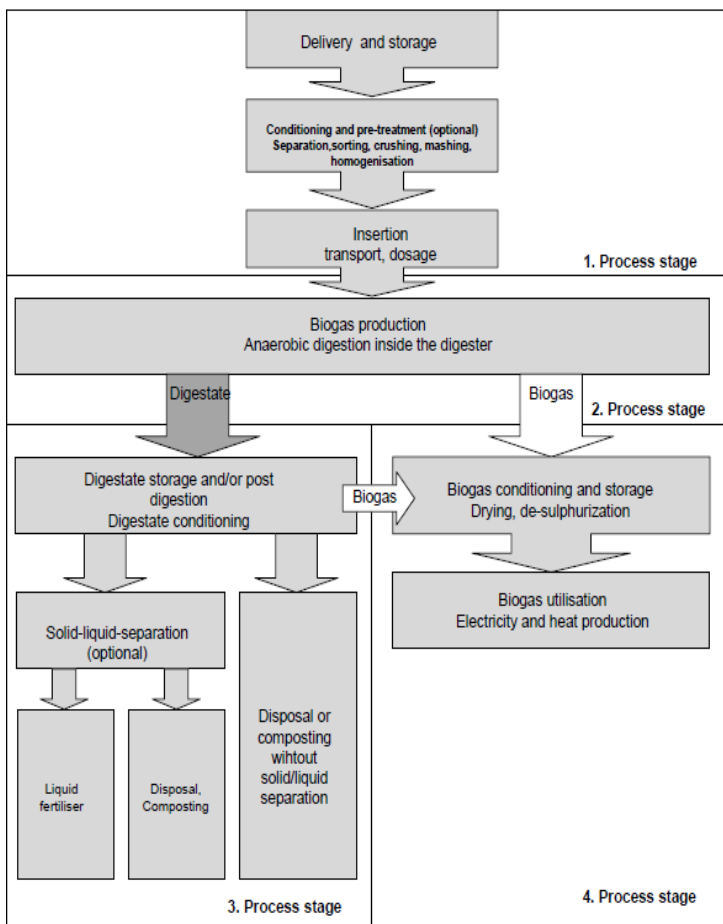 Delivery and storage
Conditioning and pre-treatment (optional)
Separation,sorting, crushing, mashing,
homogenisation
Insertion
transport, dosage
1. Process stage
Biogas production
Anaerobic digestion inside the digester
Digestate
Biogas
2. Process stage
Digestate storage and/or post
digestion
Digestate conditioning
Biogas
Biogas conditioning and storage
Drying, de-sulphurization
Biogas utilisation
Electricity and heat production
Solid-liquid-separation
(optional)
Liquid
fertiliser
Disposal,
Composting
Disposal or
composting
wihtout
solid/liquid
separation
3. Process stage
4. Process stage